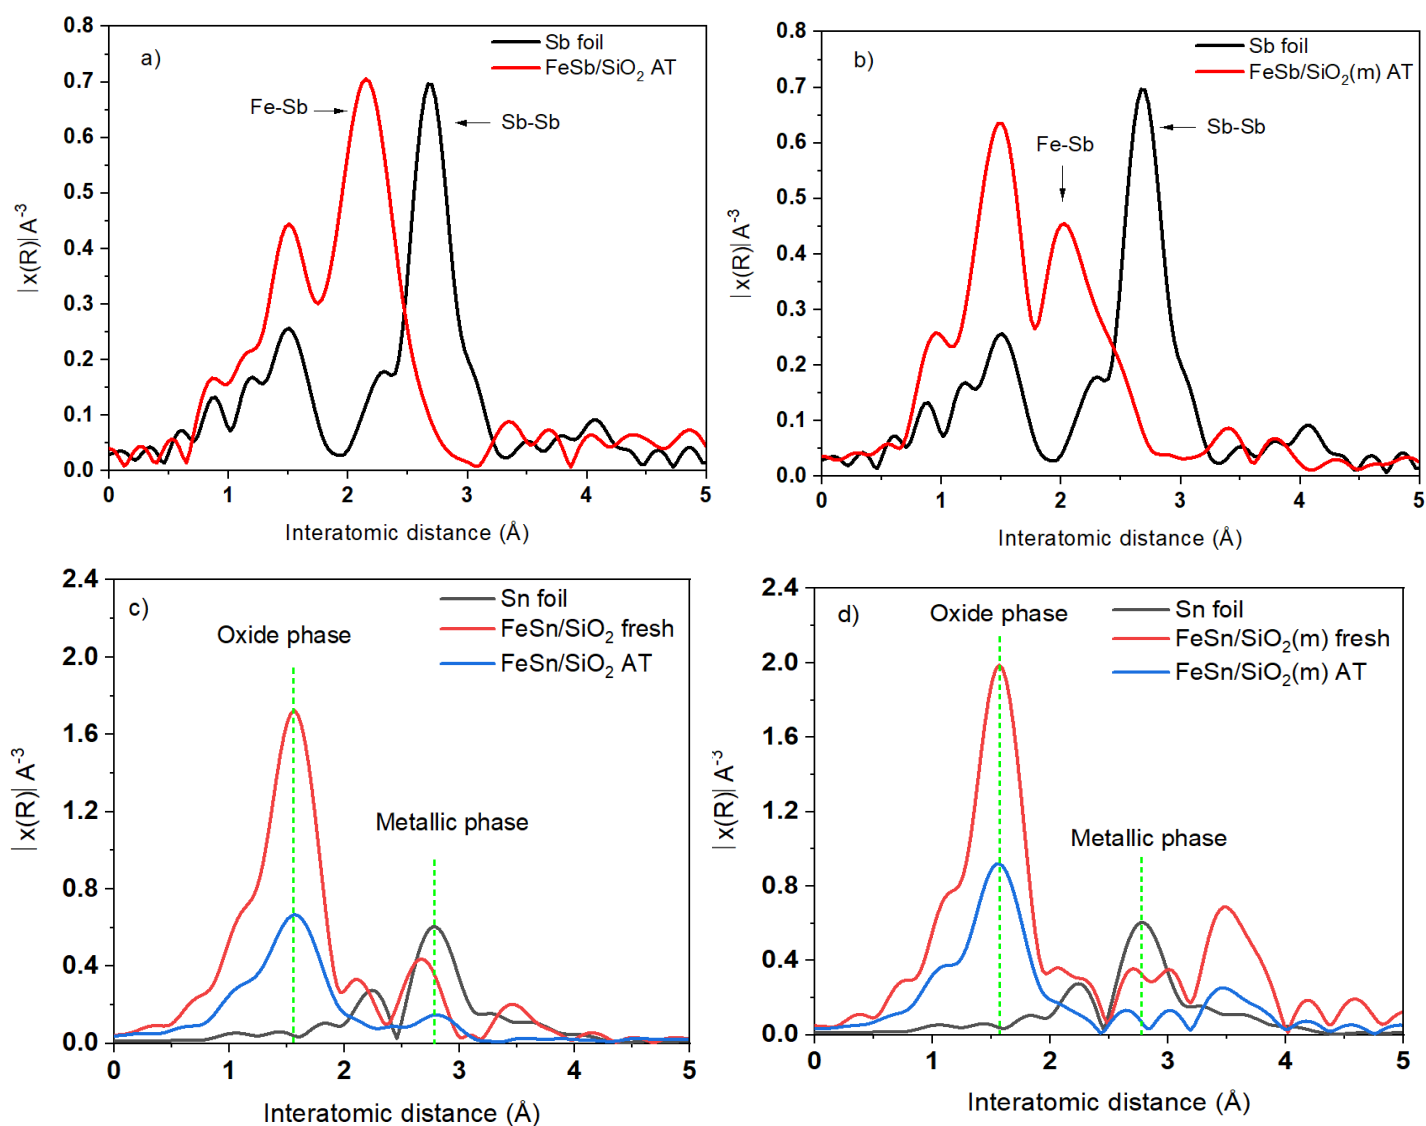 a)
Sb foil
FeSb/SiO₂ AT
Fe-Sb
Sb-Sb
|x(R)|A⁻³
0.8
0.7
0.6
0.5
0.4
0.3
0.2
0.1
0.0
0 1 2 3 4 5
Interatomic distance (Å)
b)
Sb foil
FeSb/SiO₂(m) AT
Fe-Sb
Sb-Sb
|x(R)|A⁻³
0.8
0.7
0.6
0.5
0.4
0.3
0.2
0.1
0.0
0 1 2 3 4 5
Interatomic distance (Å)
c)
Sn foil
FeSn/SiO₂ fresh
FeSn/SiO₂ AT
Oxide phase
Metallic phase
|x(R)|A⁻³
2.4
2.0
1.6
1.2
0.8
0.4
0.0
0 1 2 3 4 5
Interatomic distance (Å)
d)
Sn foil
FeSn/SiO₂(m) fresh
FeSn/SiO₂(m) AT
Oxide phase
Metallic phase
|x(R)|A⁻³
2.4
2.0
1.6
1.2
0.8
0.4
0.0
0 1 2 3 4 5
Interatomic distance (Å)